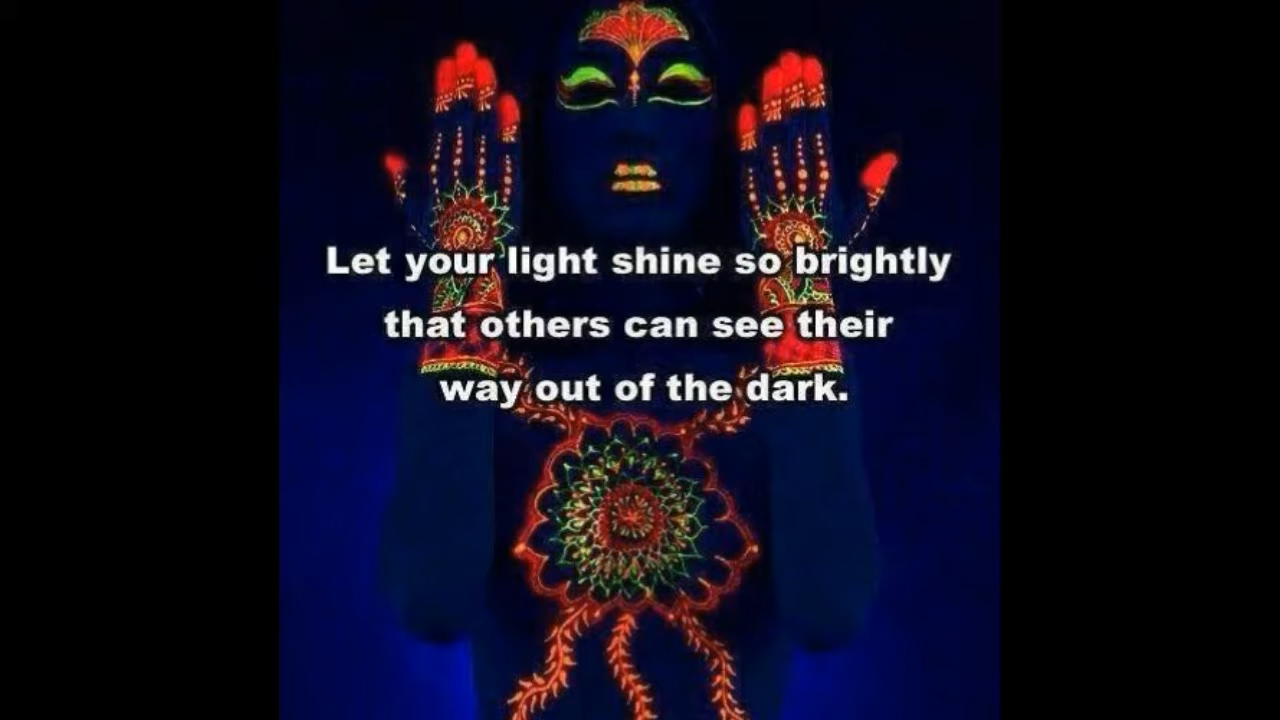 Let your light shine so brightly
that others can see their
way out of the dark.